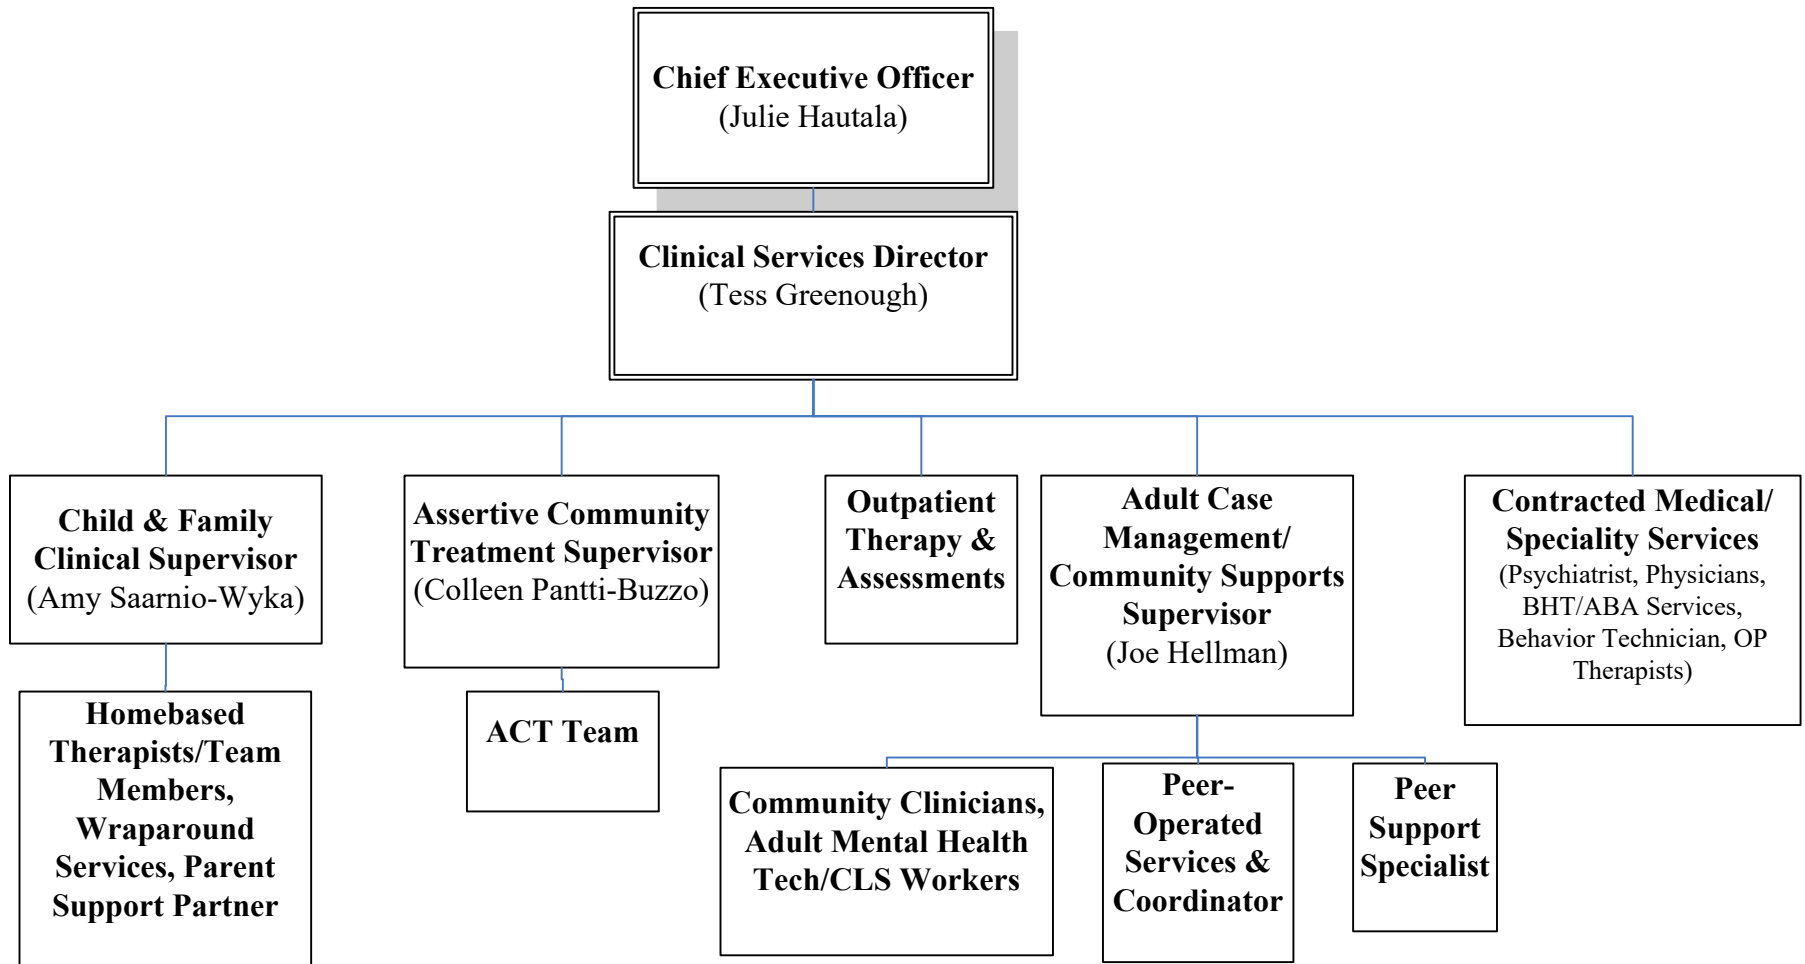 Chief Executive Officer
(Julie Hautala)
Clinical Services Director
(Tess Greenough)
Child & Family
Clinical Supervisor
(Amy Saarnio-Wyka)
Assertive Community
Treatment Supervisor
(Colleen Pantti-Buzzo)
Outpatient
Therapy &
Assessments
Adult Case
Management/
Community Supports
Supervisor
(Joe Hellman)
Contracted Medical/
Speciality Services
(Psychiatrist, Physicians,
BHT/ABA Services,
Behavior Technician, OP
Therapists)
Homebased
Therapists/Team
Members,
Wraparound
Services, Parent
Support Partner
ACT Team
Community Clinicians,
Adult Mental Health
Tech/CLS Workers
Peer-
Operated
Services &
Coordinator
Peer
Support
Specialist